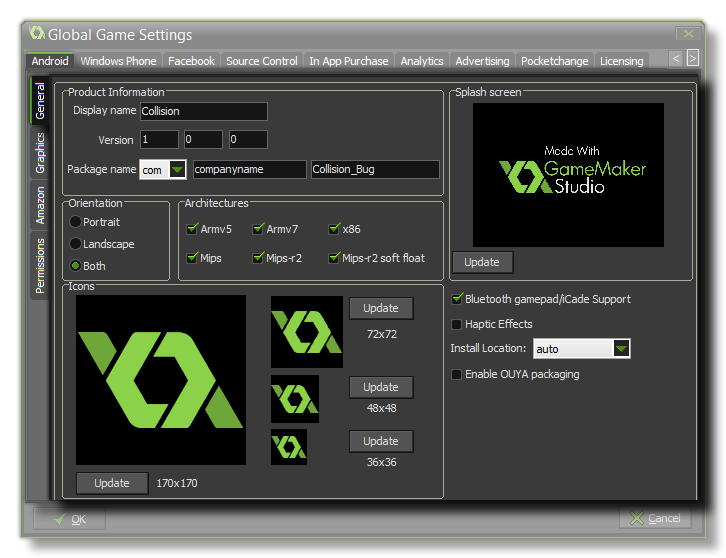 Global Game Settings
Android Windows Phone Facebook Source Control In App Purchase Analytics Advertising Pocketchange Licensing < >
General
Graphics
Amazon
Permissions
Product Information
Display name Collision
Version 1 0 0
Package name com companyname Collision_Bug
Orientation
Portrait
Landscape
Both
Architectures
Armv5 Armv7 x86
Mips Mips-r2 Mips-r2 soft float
Icons
Update
72x72
Update
48x48
Update
36x36
Update 170x170
Splash screen
Made With
GameMaker
Studio
Update
Bluetooth gamepad/iCade Support
Haptic Effects
Install Location: auto
Enable OUYA packaging
OK
Cancel